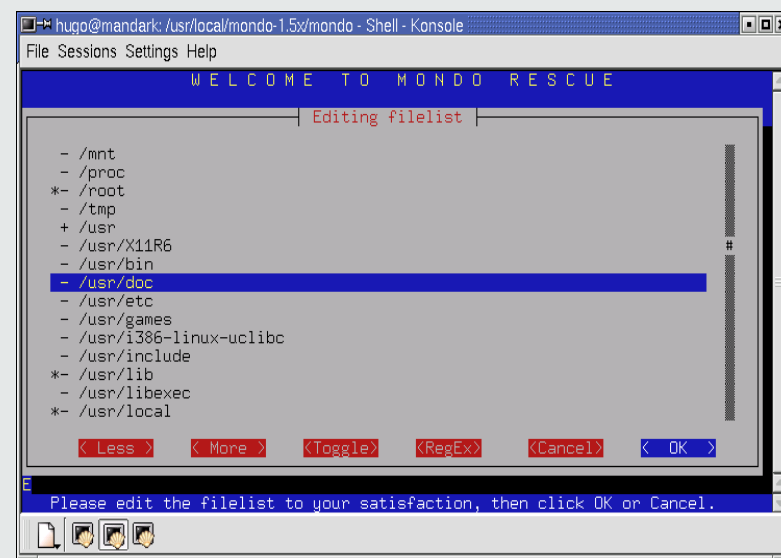 hugo@mandark: /usr/local/mondo-1.5x/mondo - Shell - Konsole
File Sessions Settings Help
WELCOME TO MONDO RESCUE
Editing filelist
- /mnt
- /proc
*- /root
- /tmp
+ /usr
- /usr/X11R6
#
- /usr/bin
- /usr/doc
- /usr/etc
- /usr/games
- /usr/i386-linux-uclibc
- /usr/include
*- /usr/lib
- /usr/libexec
*- /usr/local
< Less > < More > <Toggle> <RegEx> <Cancel> < OK >
E
Please edit the filelist to your satisfaction, then click OK or Cancel.